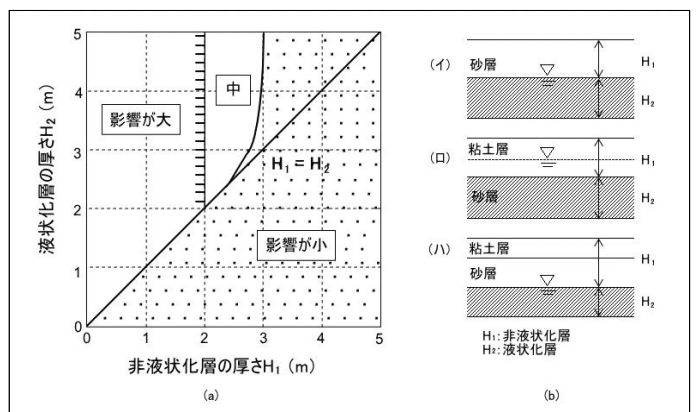 5
4
3
2
1
0
0
1
2
3
4
5
液状化層の厚さH₂（m）
影響が大
中
H₁ = H₂
影響が小
非液状化層の厚さH₁（m）
(a)
(イ)
砂層
H₁
H₂
(ロ)
粘土層
H₁
砂層
H₂
(ハ)
粘土層
H₁
砂層
H₂
H₁:非液状化層
H₂:液状化層
(b)